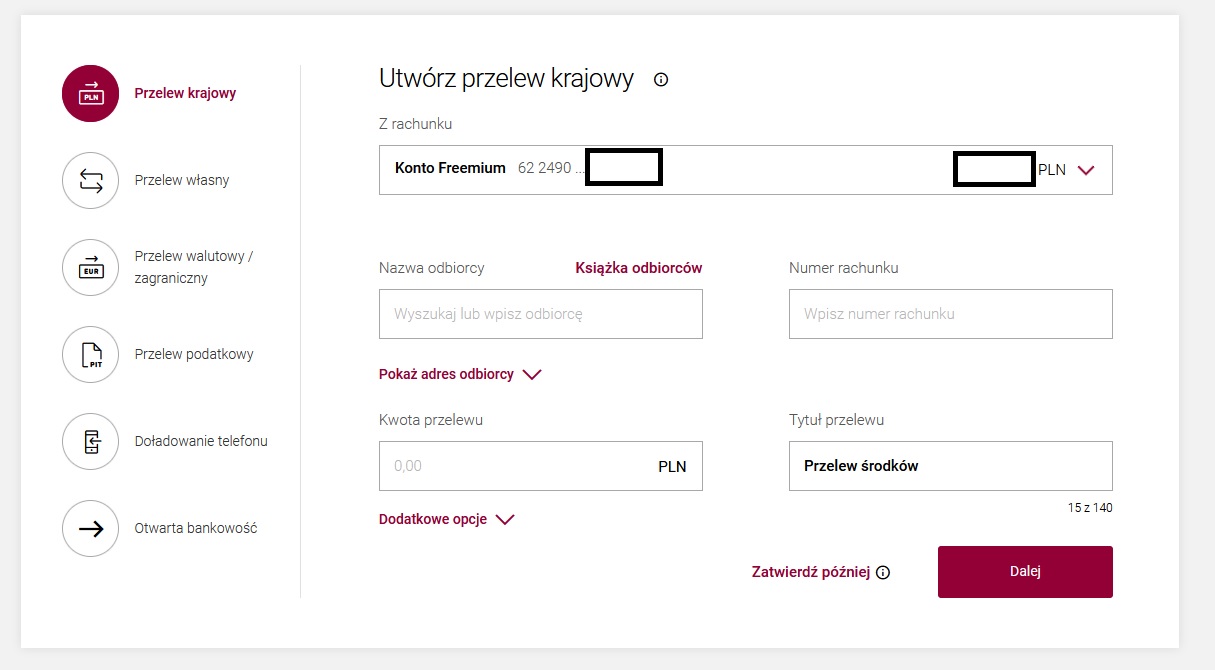 PLN
Przelew krajowy
Przelew własny
EUR
Przelew walutowy /
zagraniczny
PIT
Przelew podatkowy
Doładowanie telefonu
Otwarta bankowość
Utwórz przelew krajowy
Z rachunku
Konto Freemium 62 2490 ... PLN
Nazwa odbiorcy Książka odbiorców Numer rachunku
Wyszukaj lub wpisz odbiorcę Wpisz numer rachunku
Pokaż adres odbiorcy
Kwota przelewu Tytuł przelewu
0,00 PLN Przelew środków
15 z 140
Dodatkowe opcje
Zatwierdź później Dalej